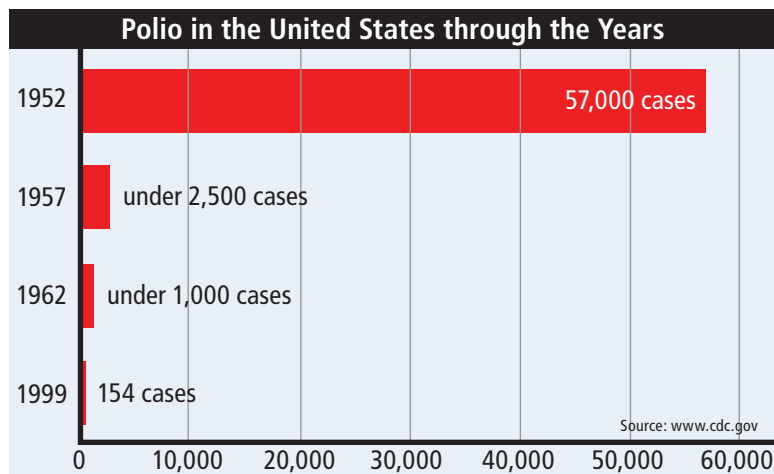 Polio in the United States through the Years
1952
57,000 cases
1957
under 2,500 cases
1962
under 1,000 cases
1999
154 cases
Source: www.cdc.gov
0 10,000 20,000 30,000 40,000 50,000 60,000